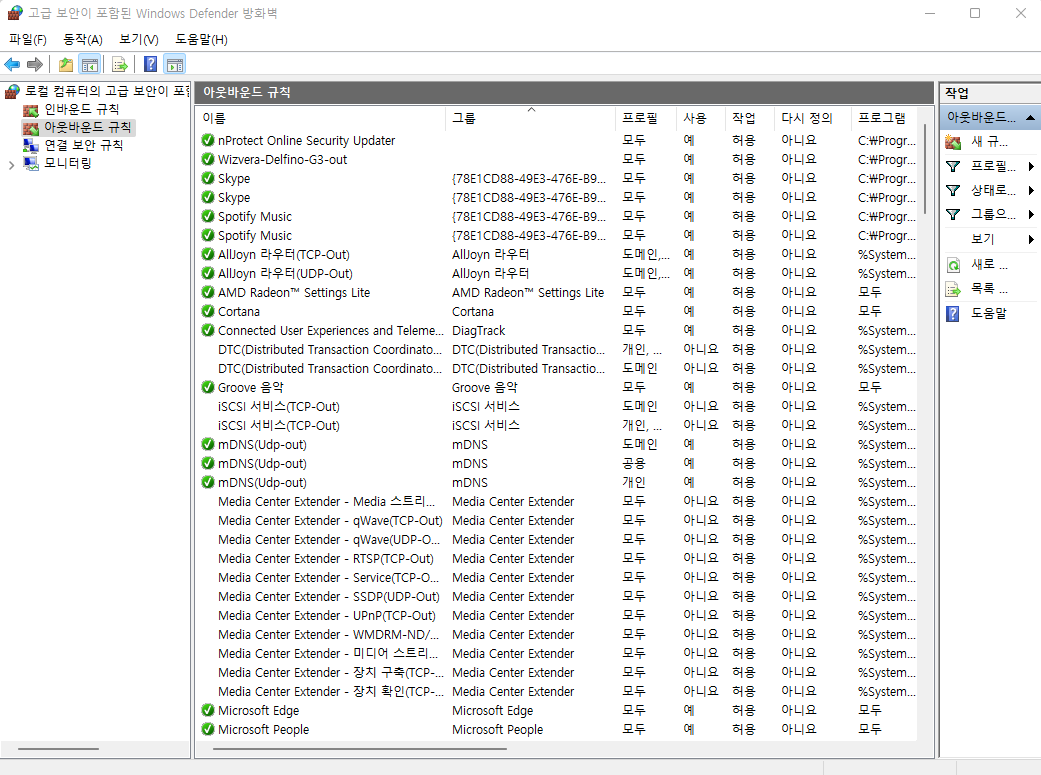 고급 보안이 포함된 Windows Defender 방화벽
파일(F) 동작(A) 보기(V) 도움말(H)
로컬 컴퓨터의 고급 보안이 포
인바운드 규칙
아웃바운드 규칙
연결 보안 규칙
모니터링
아웃바운드 규칙
이름 그룹 프로필 사용 작업 다시 정의 프로그램
nProtect Online Security Updater 모두 예 허용 아니요 C:₩Progr...
Wizvera-Delfino-G3-out 모두 예 허용 아니요 C:₩Progr...
Skype {78E1CD88-49E3-476E-B9... 모두 예 허용 아니요 C:₩Progr...
Skype {78E1CD88-49E3-476E-B9... 모두 예 허용 아니요 C:₩Progr...
Spotify Music {78E1CD88-49E3-476E-B9... 모두 예 허용 아니요 C:₩Progr...
Spotify Music {78E1CD88-49E3-476E-B9... 모두 예 허용 아니요 C:₩Progr...
AllJoyn 라우터(TCP-Out) AllJoyn 라우터 도메인,... 예 허용 아니요 %System...
AllJoyn 라우터(UDP-Out) AllJoyn 라우터 도메인,... 예 허용 아니요 %System...
AMD Radeon™ Settings Lite AMD Radeon™ Settings Lite 모두 예 허용 아니요 모두
Cortana Cortana 모두 예 허용 아니요 모두
Connected User Experiences and Teleme... DiagTrack 모두 예 허용 아니요 %System...
DTC(Distributed Transaction Coordinato... DTC(Distributed Transactio... 개인, ... 아니요 허용 아니요 %System...
DTC(Distributed Transaction Coordinato... DTC(Distributed Transactio... 도메인 아니요 허용 아니요 %System...
Groove 음악 Groove 음악 모두 예 허용 아니요 모두
iSCSI 서비스(TCP-Out) iSCSI 서비스 도메인 아니요 허용 아니요 %System...
iSCSI 서비스(TCP-Out) iSCSI 서비스 개인, ... 아니요 허용 아니요 %System...
mDNS(Udp-out) mDNS 도메인 예 허용 아니요 %System...
mDNS(Udp-out) mDNS 공용 예 허용 아니요 %System...
mDNS(Udp-out) mDNS 개인 예 허용 아니요 %System...
Media Center Extender - Media 스트리... Media Center Extender 모두 아니요 허용 아니요 %System...
Media Center Extender - qWave(TCP-Out) Media Center Extender 모두 아니요 허용 아니요 %System...
Media Center Extender - qWave(UDP-O... Media Center Extender 모두 아니요 허용 아니요 %System...
Media Center Extender - RTSP(TCP-Out) Media Center Extender 모두 아니요 허용 아니요 %System...
Media Center Extender - Service(TCP-O... Media Center Extender 모두 아니요 허용 아니요 %System...
Media Center Extender - SSDP(UDP-Out) Media Center Extender 모두 아니요 허용 아니요 %System...
Media Center Extender - UPnP(TCP-Out) Media Center Extender 모두 아니요 허용 아니요 %System...
Media Center Extender - WMDRM-ND/... Media Center Extender 모두 아니요 허용 아니요 %System...
Media Center Extender - 미디어 스트리... Media Center Extender 모두 아니요 허용 아니요 %System...
Media Center Extender - 장치 구축(TCP-... Media Center Extender 모두 아니요 허용 아니요 %System...
Media Center Extender - 장치 확인(TCP-... Media Center Extender 모두 아니요 허용 아니요 %System...
Microsoft Edge Microsoft Edge 모두 예 허용 아니요 모두
Microsoft People Microsoft People 모두 예 허용 아니요 모두
작업
아웃바운드...
새 규...
프로필...
상태로...
그룹으...
보기
새로 ...
목록 ...
도움말